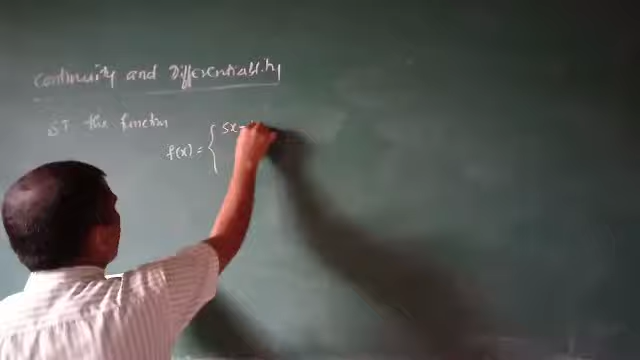 Continuity and Differentiability
ST the function
f(x) = { 5x-